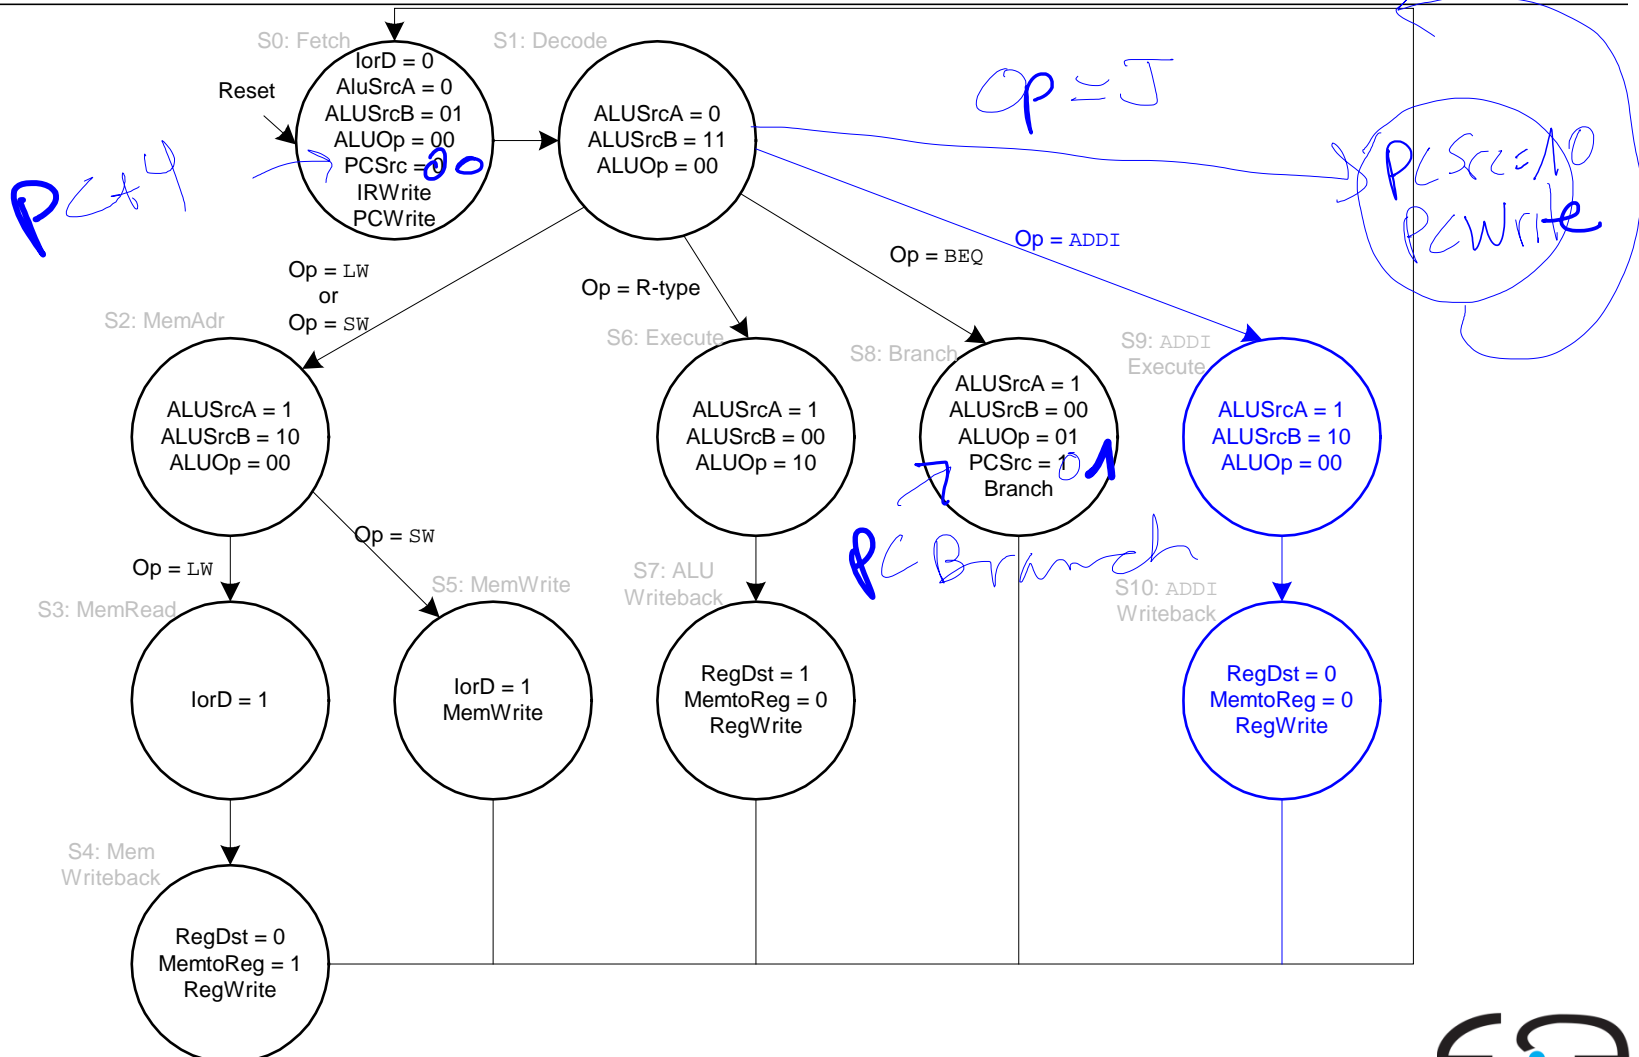 S0: Fetch
S1: Decode
Reset
IorD = 0
AluSrcA = 0
ALUSrcB = 01
ALUOp = 00
PCSrc = 00
IRWrite
PCWrite
PC+4
ALUSrcA = 0
ALUSrcB = 11
ALUOp = 00
Op = J
PCSrc=10
PCWrite
Op = LW
or
Op = SW
Op = R-type
Op = BEQ
Op = ADDI
S2: MemAdr
S6: Execute
S8: Branch
S9: ADDI
Execute
ALUSrcA = 1
ALUSrcB = 10
ALUOp = 00
ALUSrcA = 1
ALUSrcB = 00
ALUOp = 10
ALUSrcA = 1
ALUSrcB = 00
ALUOp = 01
PCSrc = 1 01
Branch
PCBranch
ALUSrcA = 1
ALUSrcB = 10
ALUOp = 00
Op = LW
Op = SW
S3: MemRead
S5: MemWrite
S7: ALU
Writeback
S10: ADDI
Writeback
IorD = 1
IorD = 1
MemWrite
RegDst = 1
MemtoReg = 0
RegWrite
RegDst = 0
MemtoReg = 0
RegWrite
S4: Mem
Writeback
RegDst = 0
MemtoReg = 1
RegWrite